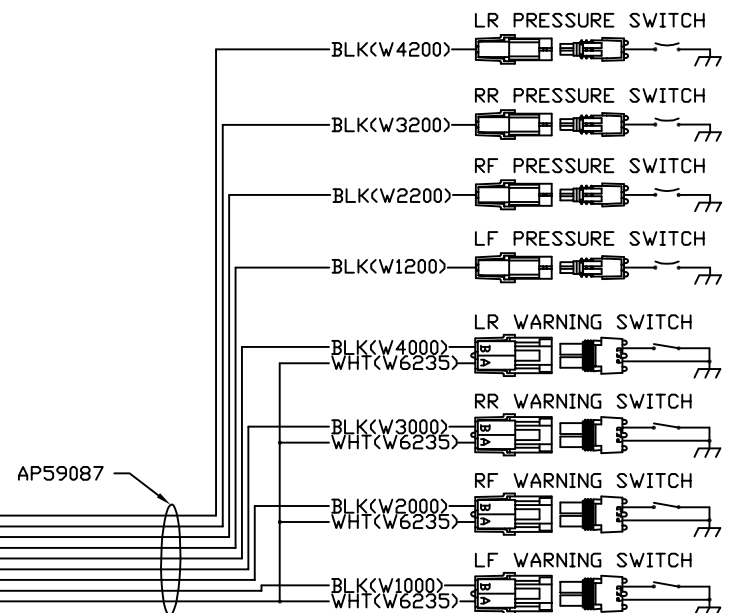 LR PRESSURE SWITCH
BLK(W4200)
RR PRESSURE SWITCH
BLK(W3200)
RF PRESSURE SWITCH
BLK(W2200)
LF PRESSURE SWITCH
BLK(W1200)
LR WARNING SWITCH
BLK(W4000)
B
WHT(W6235)
A
RR WARNING SWITCH
BLK(W3000)
B
WHT(W6235)
A
AP59087
RF WARNING SWITCH
BLK(W2000)
B
WHT(W6235)
A
LF WARNING SWITCH
BLK(W1000)
B
WHT(W6235)
A